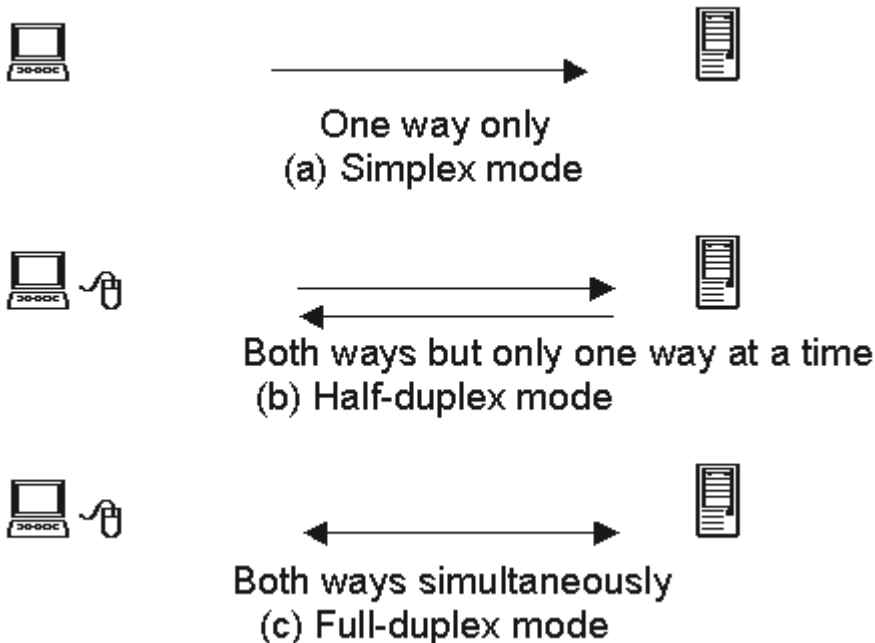 One way only
(a) Simplex mode
Both ways but only one way at a time
(b) Half-duplex mode
Both ways simultaneously
(c) Full-duplex mode